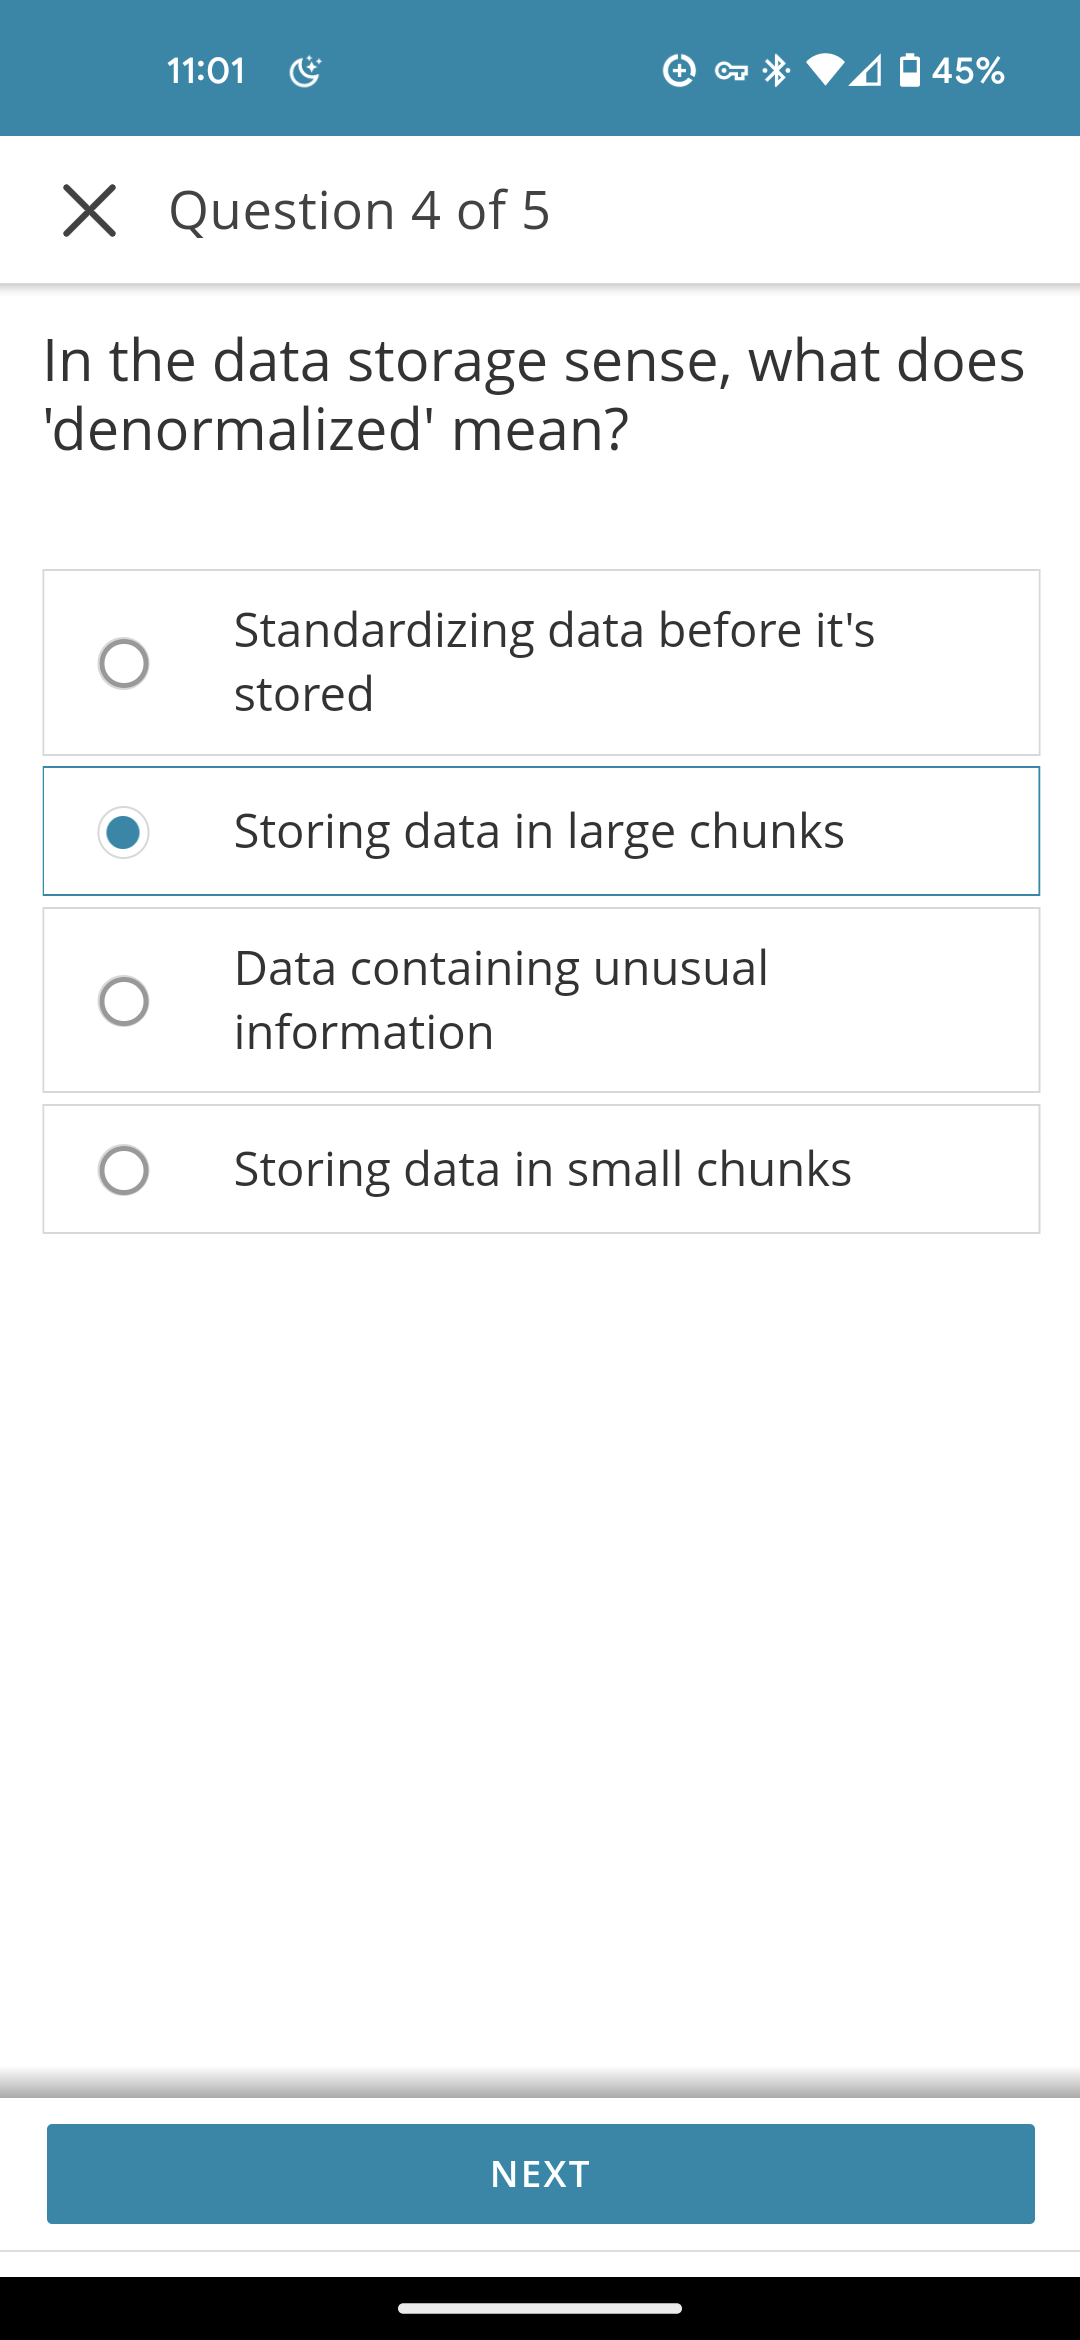 11:01 45%
Question 4 of 5
In the data storage sense, what does
'denormalized' mean?
Standardizing data before it's
stored
Storing data in large chunks
Data containing unusual
information
Storing data in small chunks
NEXT